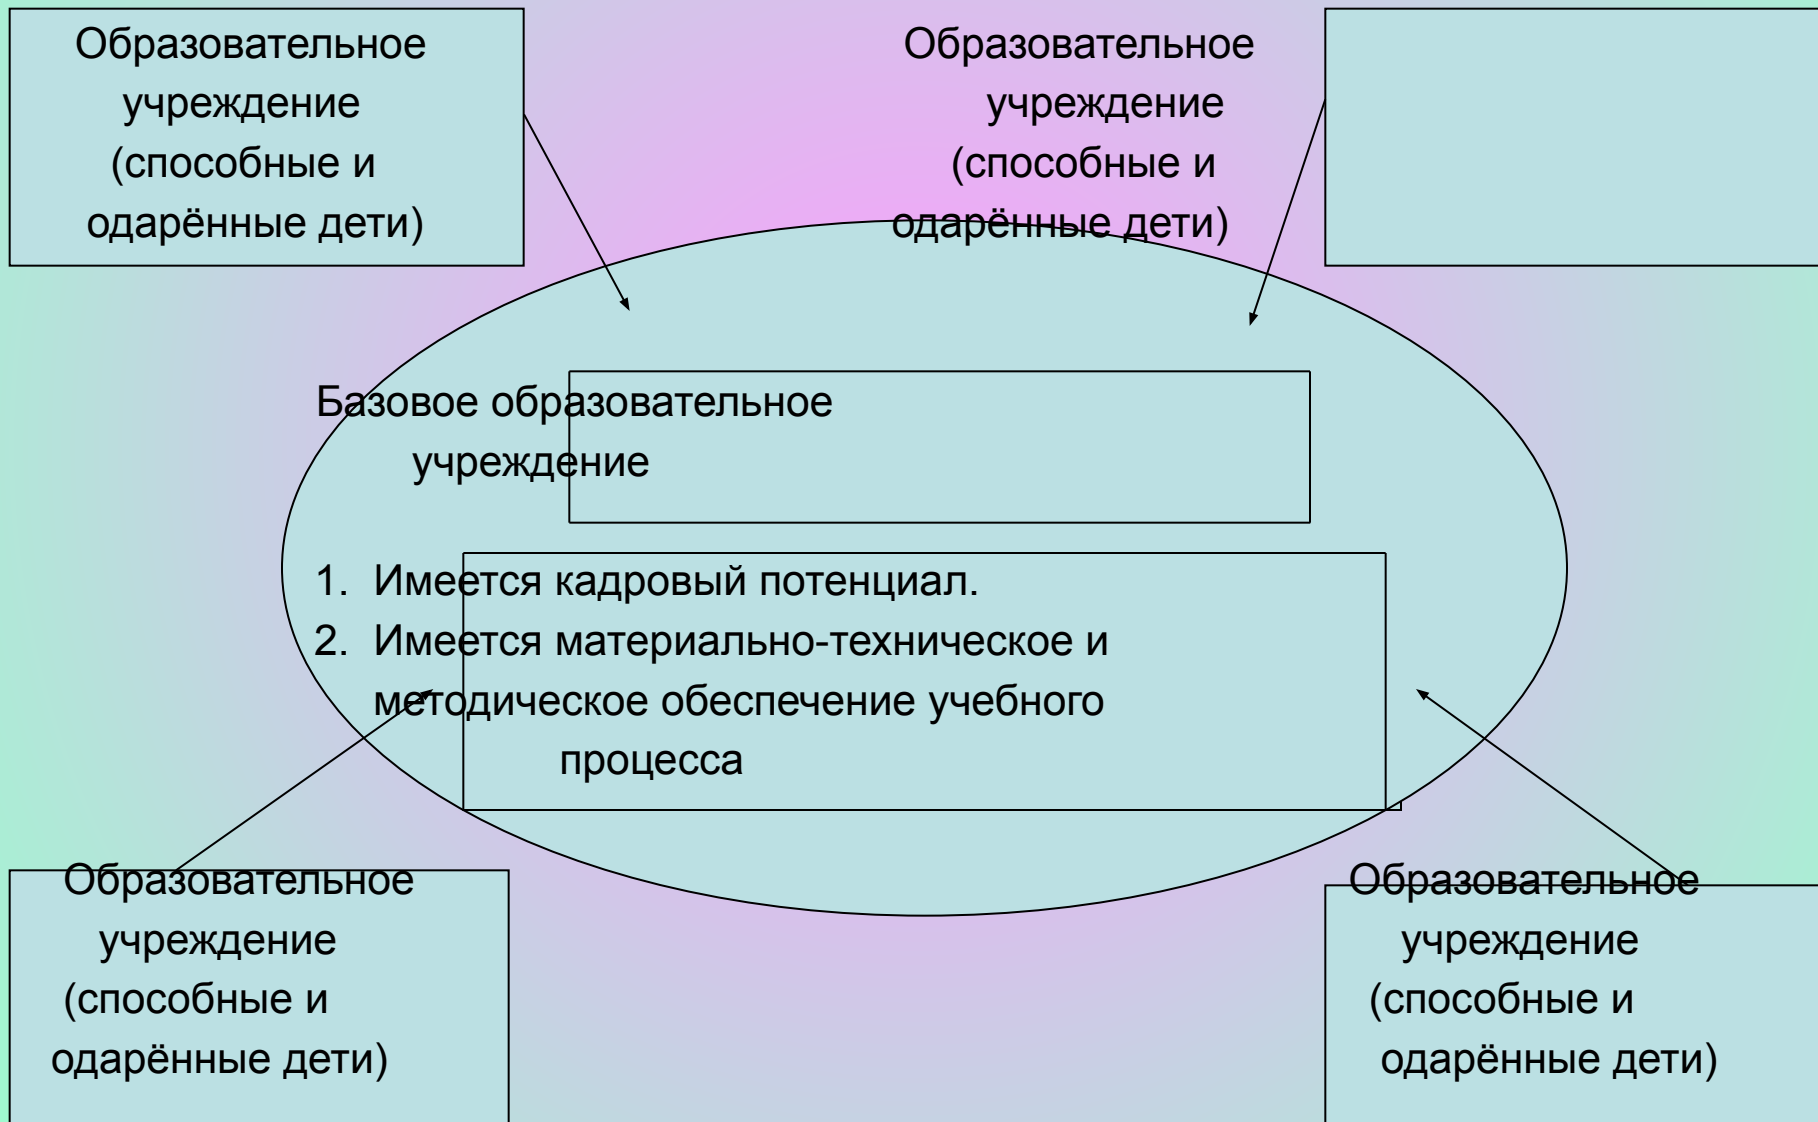 Образовательное
учреждение
(способные и
одарённые дети)
Образовательное
учреждение
(способные и
одарённые дети)
Базовое образовательное
учреждение
1. Имеется кадровый потенциал.
2. Имеется материально-техническое и
методическое обеспечение учебного
процесса
Образовательное
учреждение
(способные и
одарённые дети)
Образовательное
учреждение
(способные и
одарённые дети)